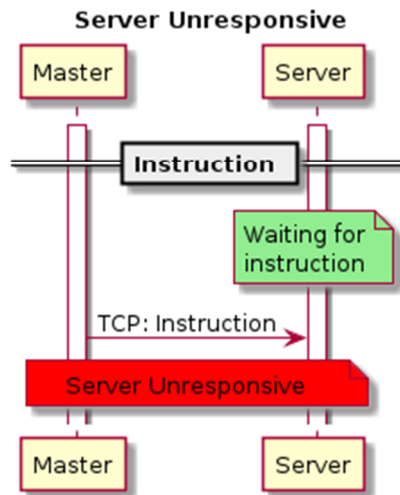 Server Unresponsive
Master
Server
Instruction
Waiting for
instruction
TCP: Instruction
Server Unresponsive
Master
Server